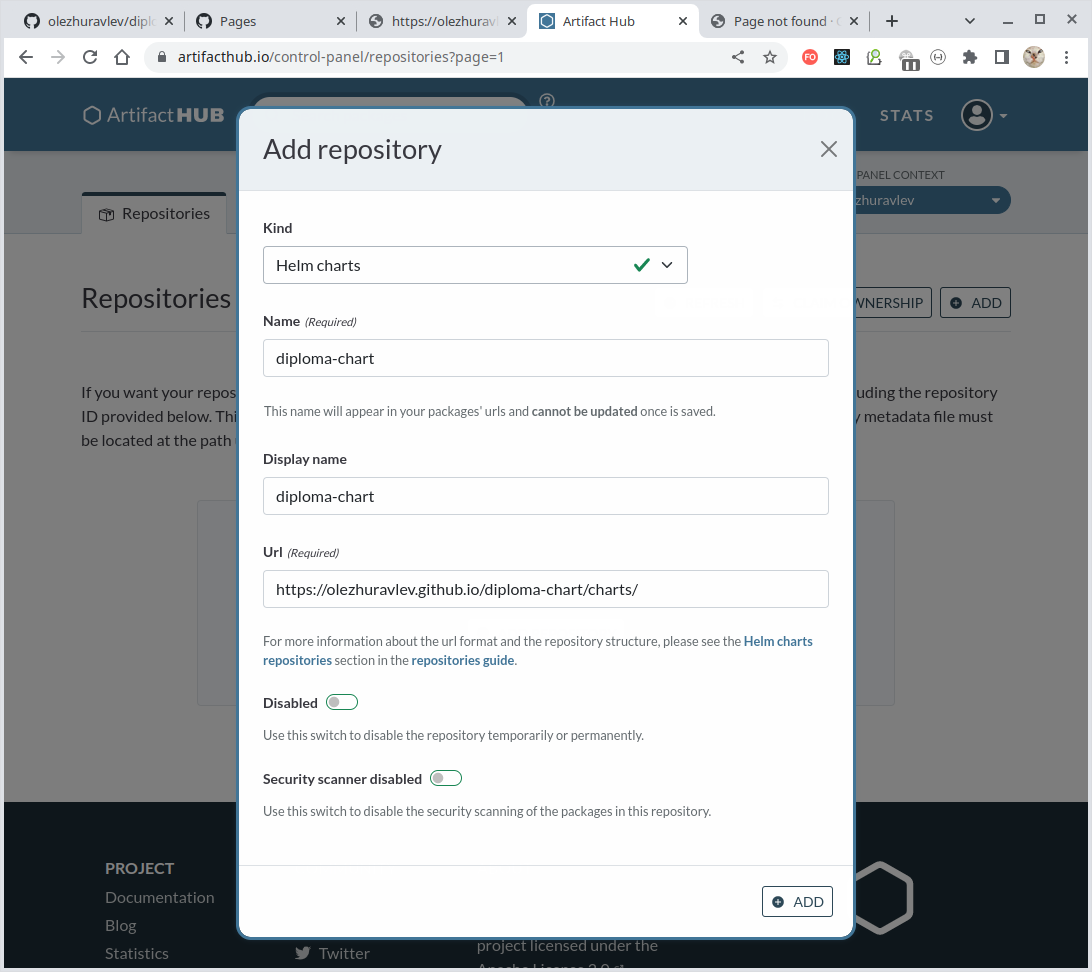 olezhuravlev/dipl
Pages
https://olezhuravl
Artifact Hub
Page not found ·
artifacthub.io/control-panel/repositories?page=1
FO
ArtifactHUB
STATS
Add repository
PANEL CONTEXT
zhuravlev
Repositories
Kind
Helm charts
Repositories
WNERSHIP
ADD
Name (Required)
diploma-chart
If you want your repos
uding the repository
This name will appear in your packages' urls and cannot be updated once is saved.
ID provided below. Thi
y metadata file must
be located at the path
Display name
diploma-chart
Url (Required)
https://olezhuravlev.github.io/diploma-chart/charts/
For more information about the url format and the repository structure, please see the Helm charts
repositories section in the repositories guide.
Disabled
Use this switch to disable the repository temporarily or permanently.
Security scanner disabled
Use this switch to disable the security scanning of the packages in this repository.
PROJECT
Documentation
ADD
Blog
Statistics
Twitter
project licensed under the
Apache License 2.0